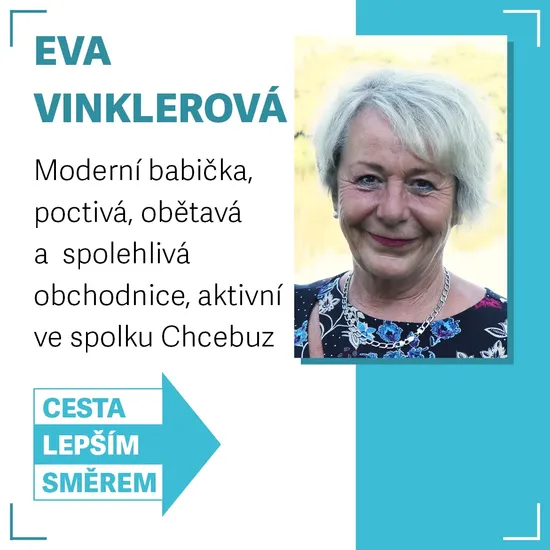 EVA
VINKLEROVÁ
Moderní babička,
poctivá, obětavá
a spolehlivá
obchodnice, aktivní
ve spolku Chcebuz
CESTA
LEPŠÍM
SMĚREM